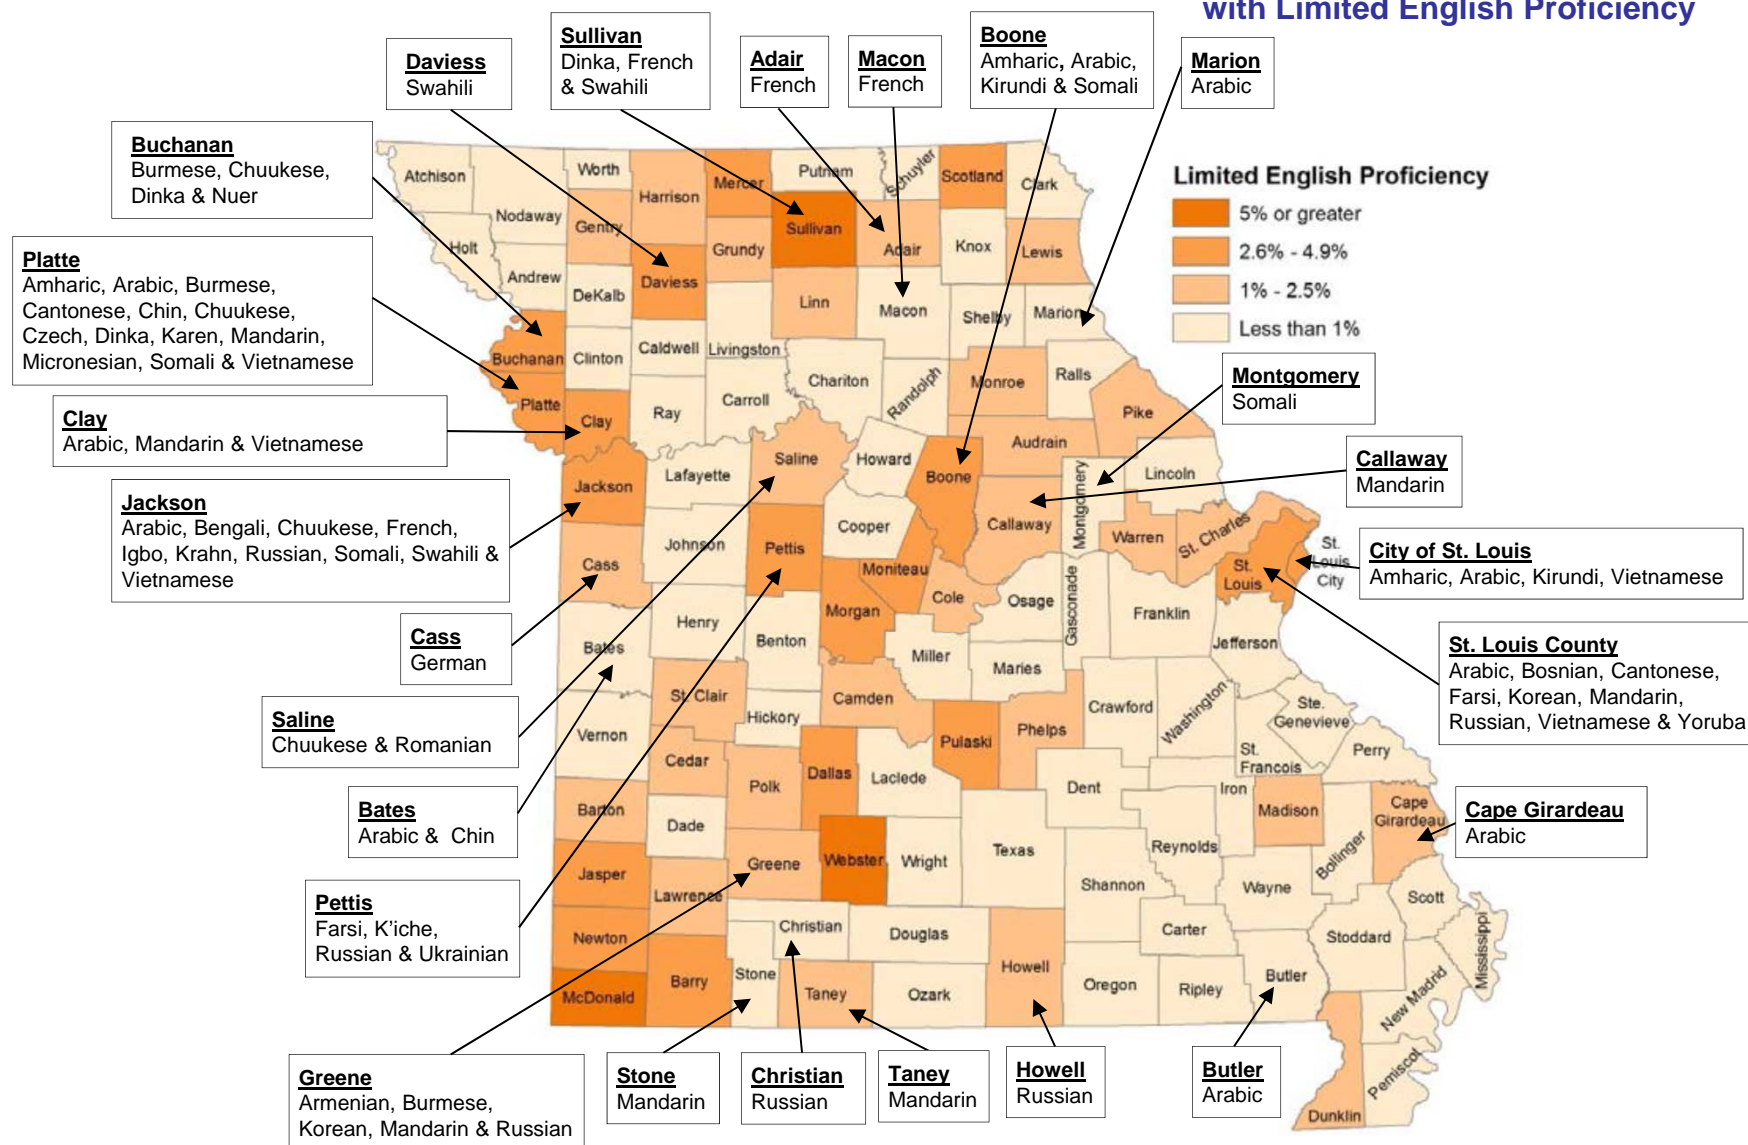 with Limited English Proficiency
Daviess
Swahili
Sullivan
Dinka, French
& Swahili
Adair
French
Macon
French
Boone
Amharic, Arabic,
Kirundi & Somali
Marion
Arabic
Buchanan
Burmese, Chuukese,
Dinka & Nuer
Platte
Amharic, Arabic, Burmese,
Cantonese, Chin, Chuukese,
Czech, Dinka, Karen, Mandarin,
Micronesian, Somali & Vietnamese
Clay
Arabic, Mandarin & Vietnamese
Jackson
Arabic, Bengali, Chuukese, French,
Igbo, Krahn, Russian, Somali, Swahili &
Vietnamese
Cass
German
Saline
Chuukese & Romanian
Bates
Arabic & Chin
Pettis
Farsi, K'iche,
Russian & Ukrainian
Greene
Armenian, Burmese,
Korean, Mandarin & Russian
Stone
Mandarin
Christian
Russian
Taney
Mandarin
Howell
Russian
Butler
Arabic
Limited English Proficiency
5% or greater
2.6% - 4.9%
1% - 2.5%
Less than 1%
Montgomery
Somali
Callaway
Mandarin
City of St. Louis
Amharic, Arabic, Kirundi, Vietnamese
St. Louis County
Arabic, Bosnian, Cantonese,
Farsi, Korean, Mandarin,
Russian, Vietnamese & Yoruba
Cape Girardeau
Arabic
Atchison
Nodaway
Worth
Harrison
Mercer
Putnam
Schuyler
Scotland
Clark
Holt
Andrew
Gentry
DeKalb
Daviess
Grundy
Sullivan
Adair
Knox
Lewis
Linn
Macon
Shelby
Marion
Buchanan
Clinton
Caldwell
Livingston
Chariton
Randolph
Monroe
Ralls
Pike
Platte
Clay
Ray
Carroll
Saline
Howard
Boone
Audrain
Callaway
Montgomery
Lincoln
Jackson
Lafayette
Cooper
Warren
St. Charles
St.
Louis
St.
Louis
City
Cass
Johnson
Pettis
Moniteau
Morgan
Cole
Osage
Gasconade
Franklin
Jefferson
Bates
Henry
Benton
Miller
Maries
St. Clair
Hickory
Camden
Pulaski
Phelps
Crawford
Washington
Ste.
Genevieve
St.
Francois
Perry
Vernon
Cedar
Polk
Dallas
Laclede
Dent
Iron
Madison
Bollinger
Cape
Girardeau
Barton
Dade
Greene
Webster
Wright
Texas
Shannon
Reynolds
Wayne
Scott
Jasper
Lawrence
Christian
Douglas
Howell
Carter
Stoddard
Mississippi
Newton
McDonald
Barry
Stone
Taney
Ozark
Oregon
Ripley
Butler
New Madrid
Pemiscot
Dunklin